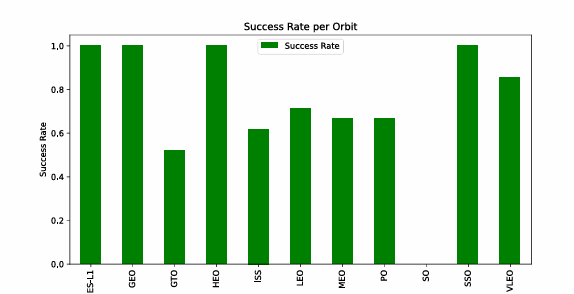 Success Rate per Orbit
Success Rate
Success Rate
1.0
0.8
0.6
0.4
0.2
0.0
ES-L1
GEO
GTO
HEO
ISS
LEO
MEO
PO
SO
SSO
VLEO